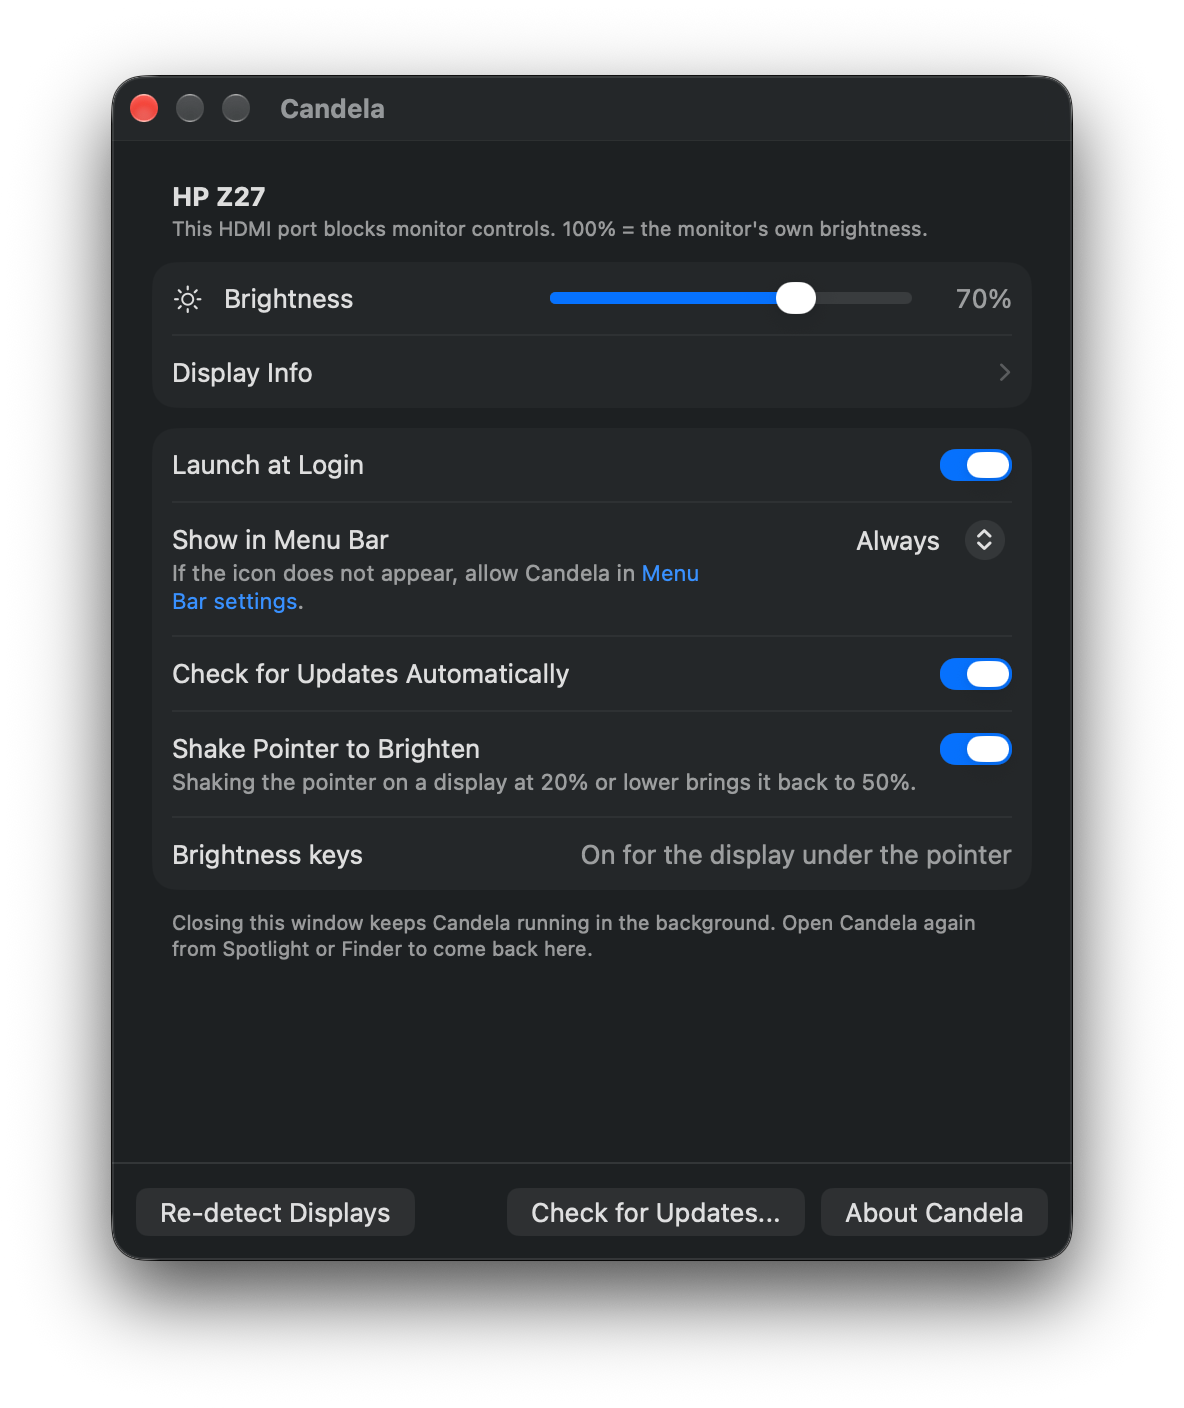 Candela
HP Z27
This HDMI port blocks monitor controls. 100% = the monitor's own brightness.
Brightness 70%
Display Info
Launch at Login
Show in Menu Bar Always
If the icon does not appear, allow Candela in Menu
Bar settings.
Check for Updates Automatically
Shake Pointer to Brighten
Shaking the pointer on a display at 20% or lower brings it back to 50%.
Brightness keys On for the display under the pointer
Closing this window keeps Candela running in the background. Open Candela again
from Spotlight or Finder to come back here.
Re-detect Displays Check for Updates... About Candela